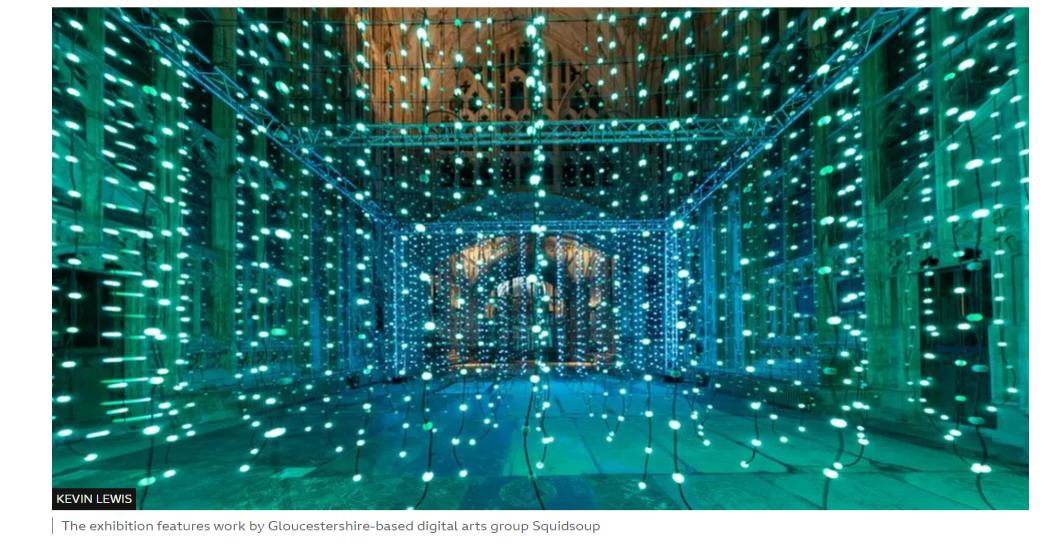 KEVIN LEWIS
The exhibition features work by Gloucestershire-based digital arts group Squidsoup